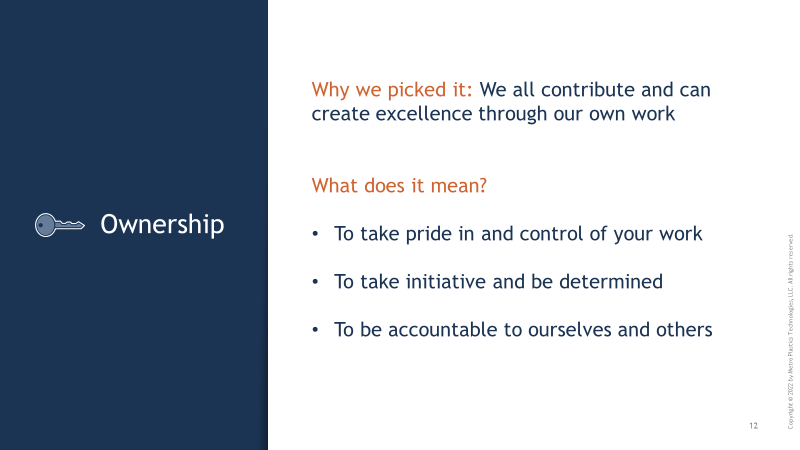 Ownership
Why we picked it: We all contribute and can
create excellence through our own work
What does it mean?
• To take pride in and control of your work
• To take initiative and be determined
• To be accountable to ourselves and others
12
Copyright © 2022 by Metro Plastics Technologies, LLC. All rights reserved.